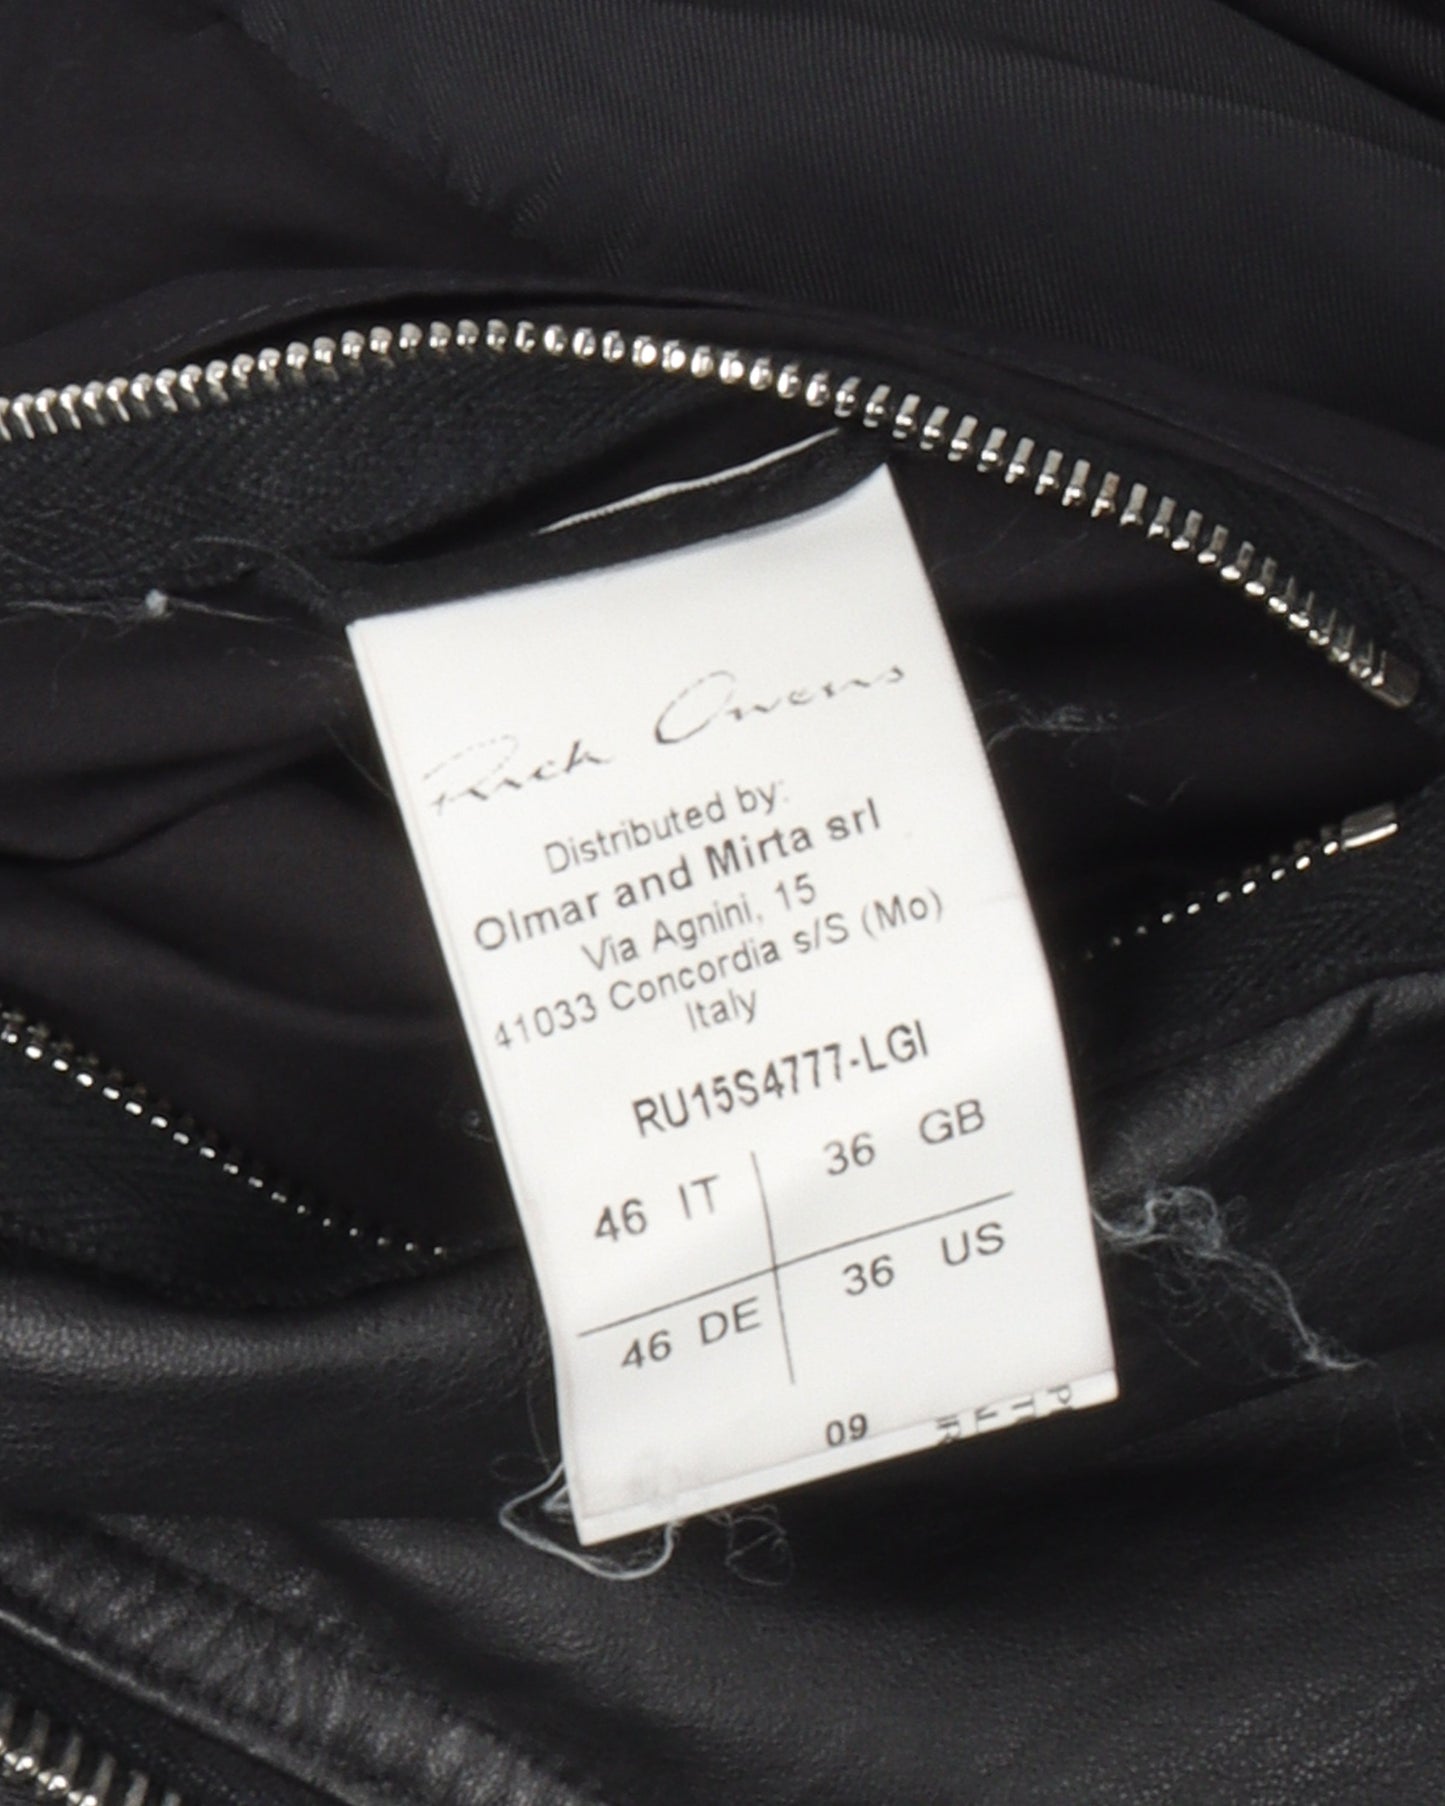 Rick Owens
Distributed by:
Olmar and Mirta srl
Via Agnini, 15
41033 Concordia s/S (Mo)
Italy
RU15S4777-LGI
46 IT
36 GB
46 DE
36 US
09